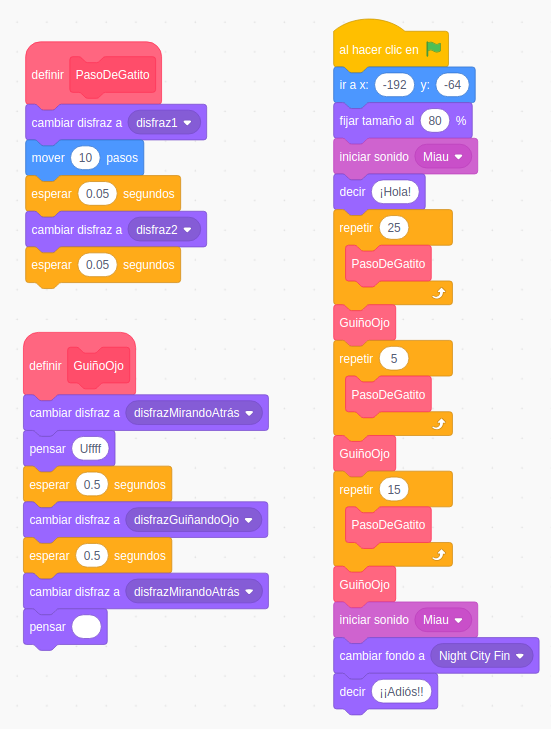 definir PasoDeGatito
cambiar disfraz a disfraz1
mover 10 pasos
esperar 0.05 segundos
cambiar disfraz a disfraz2
esperar 0.05 segundos
definir GuiñoOjo
cambiar disfraz a disfrazMirandoAtrás
pensar Uffff
esperar 0.5 segundos
cambiar disfraz a disfrazGuiñandoOjo
esperar 0.5 segundos
cambiar disfraz a disfrazMirandoAtrás
pensar
al hacer clic en
ir a x: -192 y: -64
fijar tamaño al 80 %
iniciar sonido Miau
decir ¡Hola!
repetir 25
PasoDeGatito
GuiñoOjo
repetir 5
PasoDeGatito
GuiñoOjo
repetir 15
PasoDeGatito
GuiñoOjo
iniciar sonido Miau
cambiar fondo a Night City Fin
decir ¡¡Adiós!!